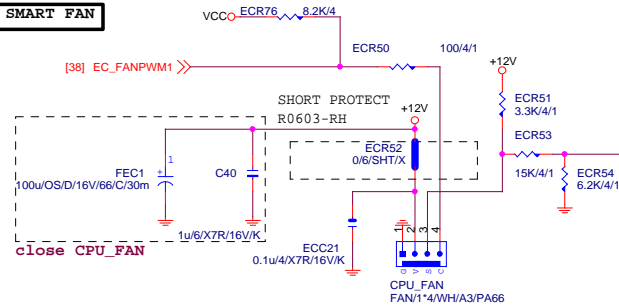 SMART FAN
VCC
ECR76
8.2K/4
[38] EC_FANPWM1
ECR50
100/4/1
+12V
SHORT PROTECT
R0603-RH
+12V
ECR51
3.3K/4/1
ECR53
15K/4/1
ECR52
0/6/SHT/X
ECR54
6.2K/4/1
FEC1
100u/OS/D/16V/66/C/30m
+
1
C40
1u/6/X7R/16V/K
close CPU_FAN
ECC21
0.1u/4/X7R/16V/K
1
2
3
4
G
V
S
C
CPU_FAN
FAN/1*4/WH/A3/PA66